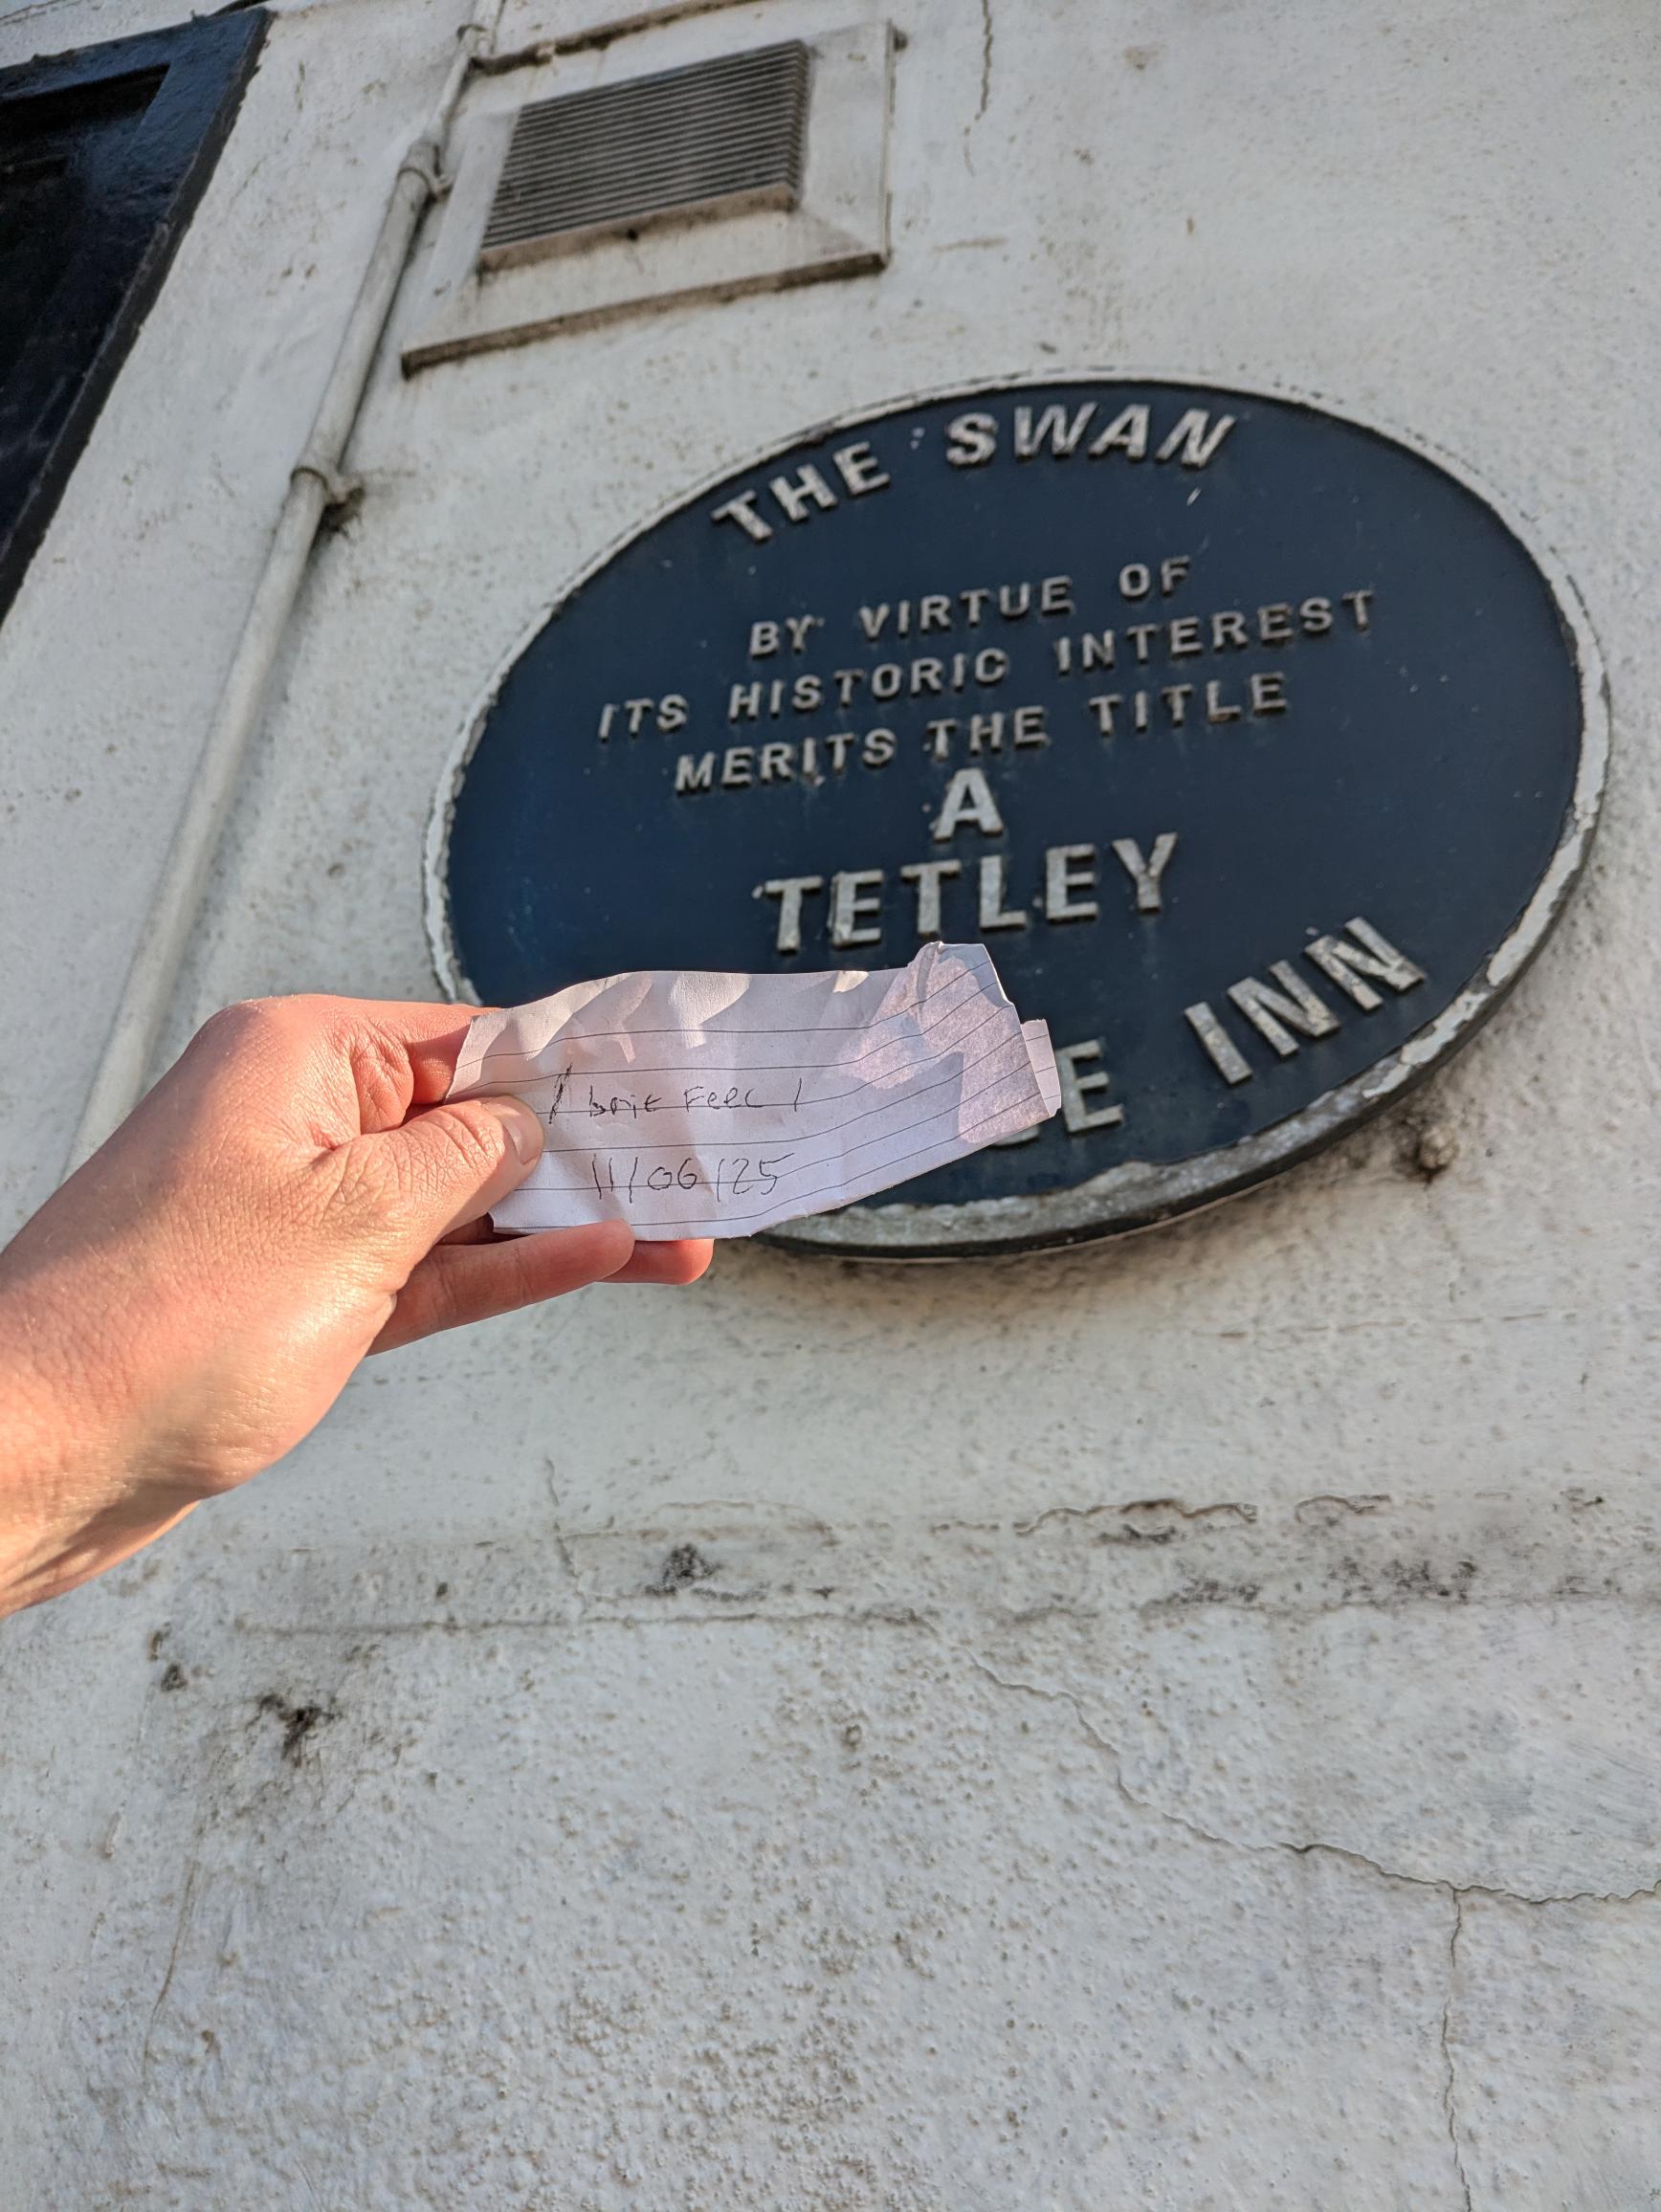 THE SWAN
BY VIRTUE OF
ITS HISTORIC INTEREST
MERITS THE TITLE
A
TETLEY
E INN
11/06/25